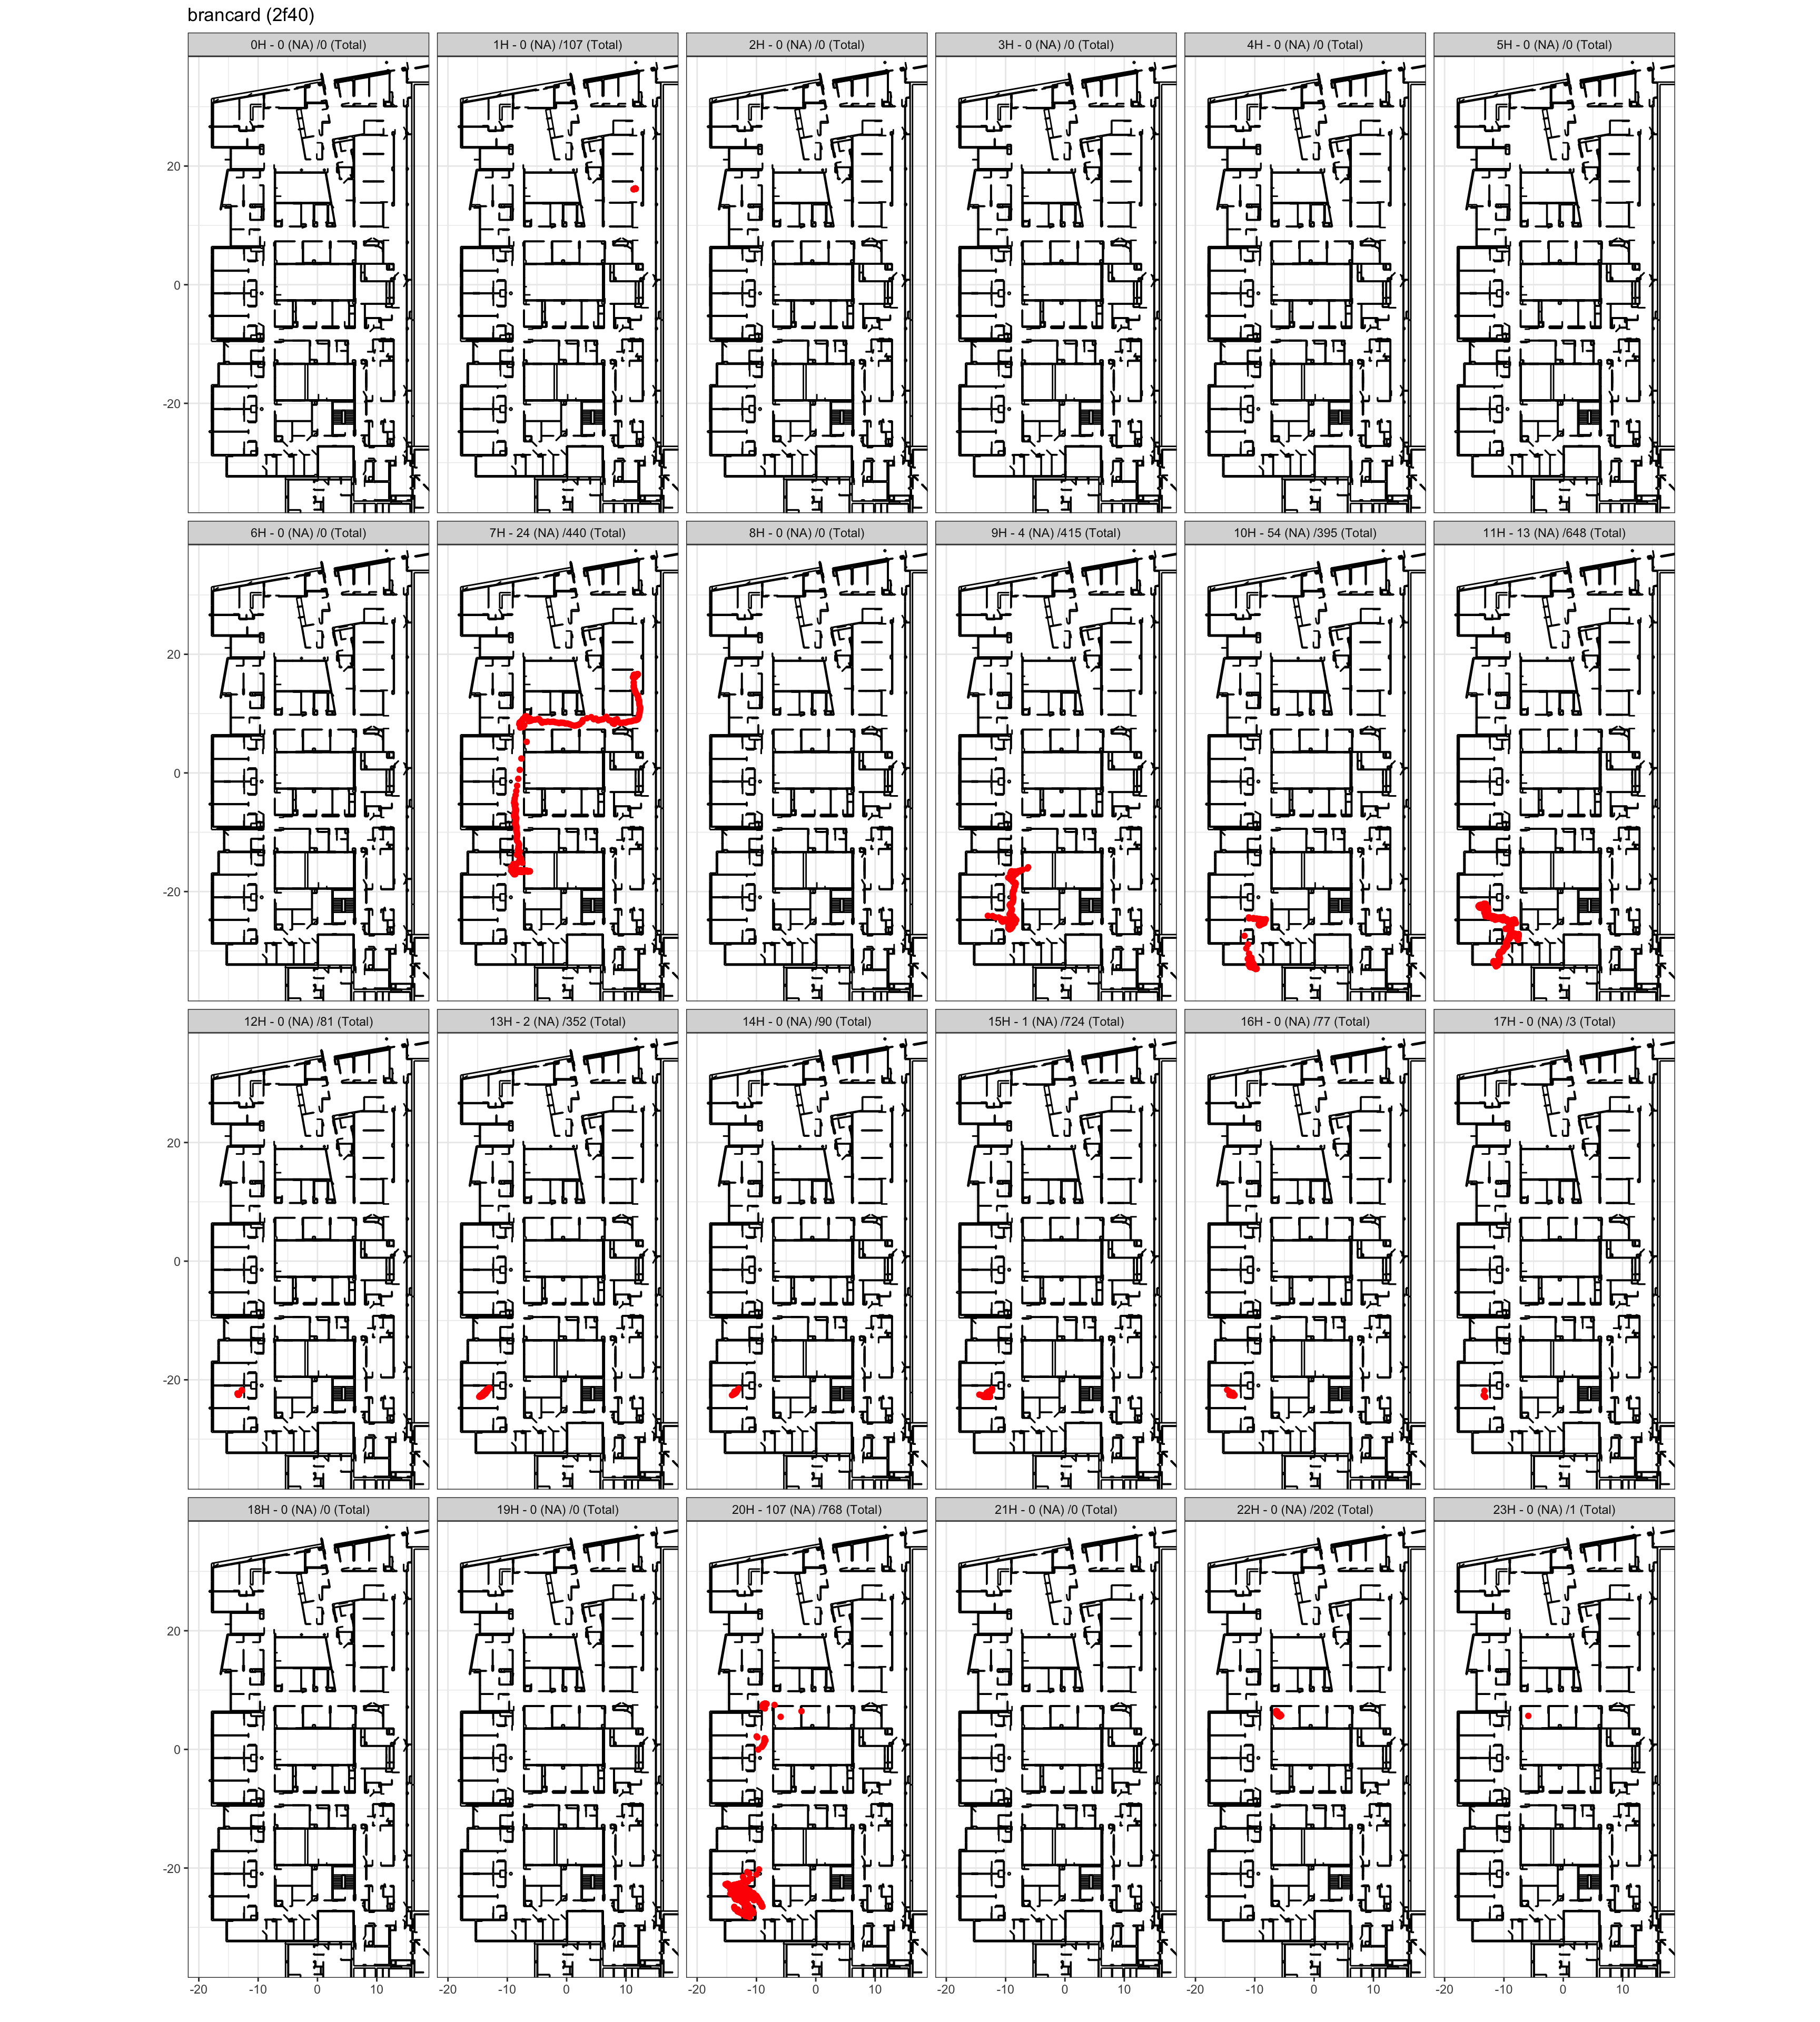 brancard (2f40)
0H - 0 (NA) /0 (Total)
1H - 0 (NA) /107 (Total)
2H - 0 (NA) /0 (Total)
3H - 0 (NA) /0 (Total)
4H - 0 (NA) /0 (Total)
5H - 0 (NA) /0 (Total)
20
0
-20
6H - 0 (NA) /0 (Total)
7H - 24 (NA) /440 (Total)
8H - 0 (NA) /0 (Total)
9H - 4 (NA) /415 (Total)
10H - 54 (NA) /395 (Total)
11H - 13 (NA) /648 (Total)
20
0
-20
12H - 0 (NA) /81 (Total)
13H - 2 (NA) /352 (Total)
14H - 0 (NA) /90 (Total)
15H - 1 (NA) /724 (Total)
16H - 0 (NA) /77 (Total)
17H - 0 (NA) /3 (Total)
20
0
-20
18H - 0 (NA) /0 (Total)
19H - 0 (NA) /0 (Total)
20H - 107 (NA) /768 (Total)
21H - 0 (NA) /0 (Total)
22H - 0 (NA) /202 (Total)
23H - 0 (NA) /1 (Total)
20
0
-20
-20 -10 0 10
-20 -10 0 10
-20 -10 0 10
-20 -10 0 10
-20 -10 0 10
-20 -10 0 10